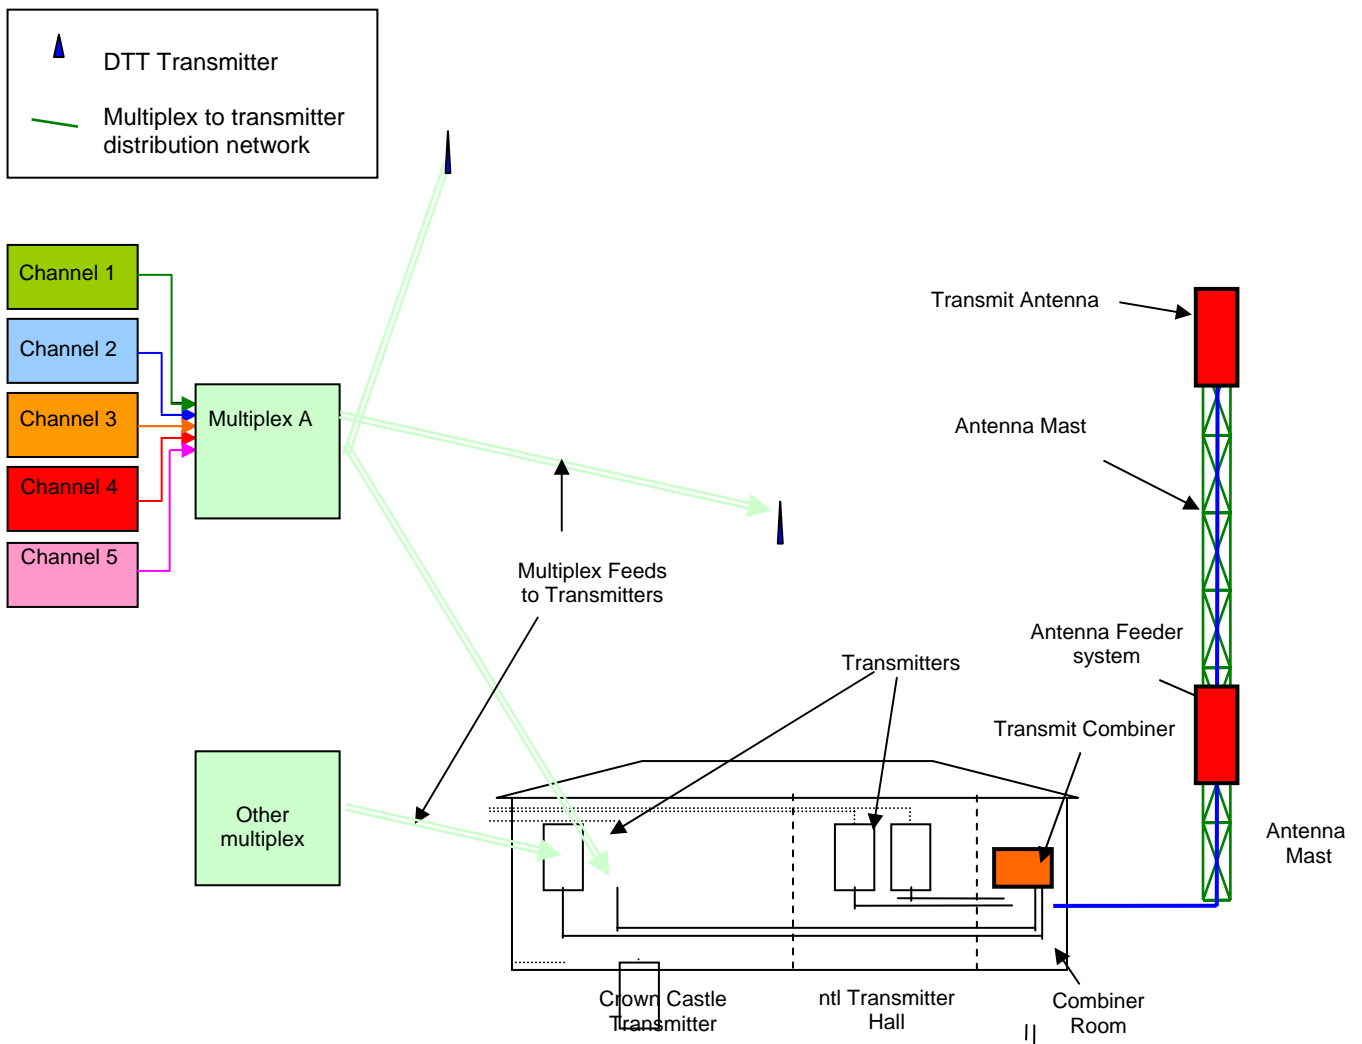 DTT Transmitter
Multiplex to transmitter
distribution network
Channel 1
Channel 2
Channel 3
Channel 4
Channel 5
Multiplex A
Transmit Antenna
Antenna Mast
Multiplex Feeds
to Transmitters
Antenna Feeder
system
Transmitters
Transmit Combiner
Other
multiplex
Antenna
Mast
Crown Castle
Transmitter
ntl Transmitter
Hall
Combiner
Room